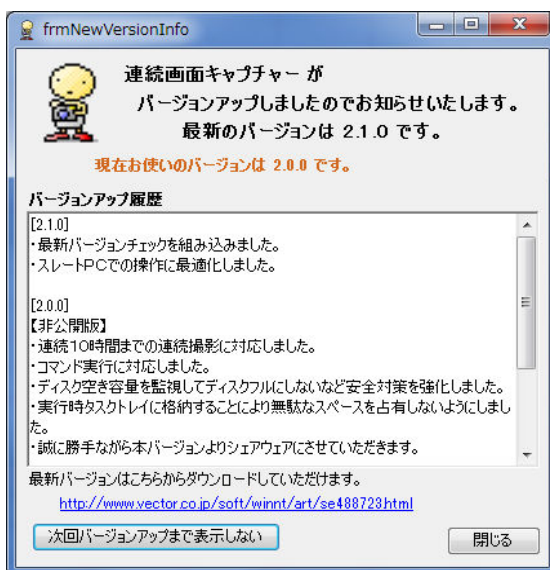 frmNewVersionInfo
連続画面キャプチャー が
バージョンアップしましたのでお知らせいたします。
最新のバージョンは 2.1.0 です。
現在お使いのバージョンは 2.0.0 です。
バージョンアップ履歴
[2.1.0]
・最新バージョンチェックを組み込みました。
・スレートPCでの操作に最適化しました。
[2.0.0]
【非公開版】
・連続10時間までの連続撮影に対応しました。
・コマンド実行に対応しました。
・ディスク空き容量を監視してディスクフルにしないなど安全対策を強化しました。
・実行時タスクトレイに格納することにより無駄なスペースを占有しないようにしまし
た。
・誠に勝手ながら本バージョンよりシェアウェアにさせていただきます。
最新バージョンはこちらからダウンロードしていただけます。
http://www.vector.co.jp/soft/winnt/art/se488723.html
次回バージョンアップまで表示しない
閉じる